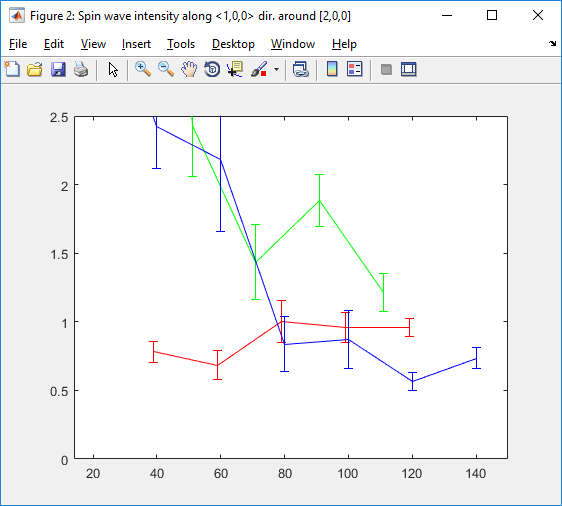 Figure 2: Spin wave intensity along <1,0,0> dir. around [2,0,0]
File Edit View Insert Tools Desktop Window Help
2.5
2
1.5
1
0.5
0
20 40 60 80 100 120 140